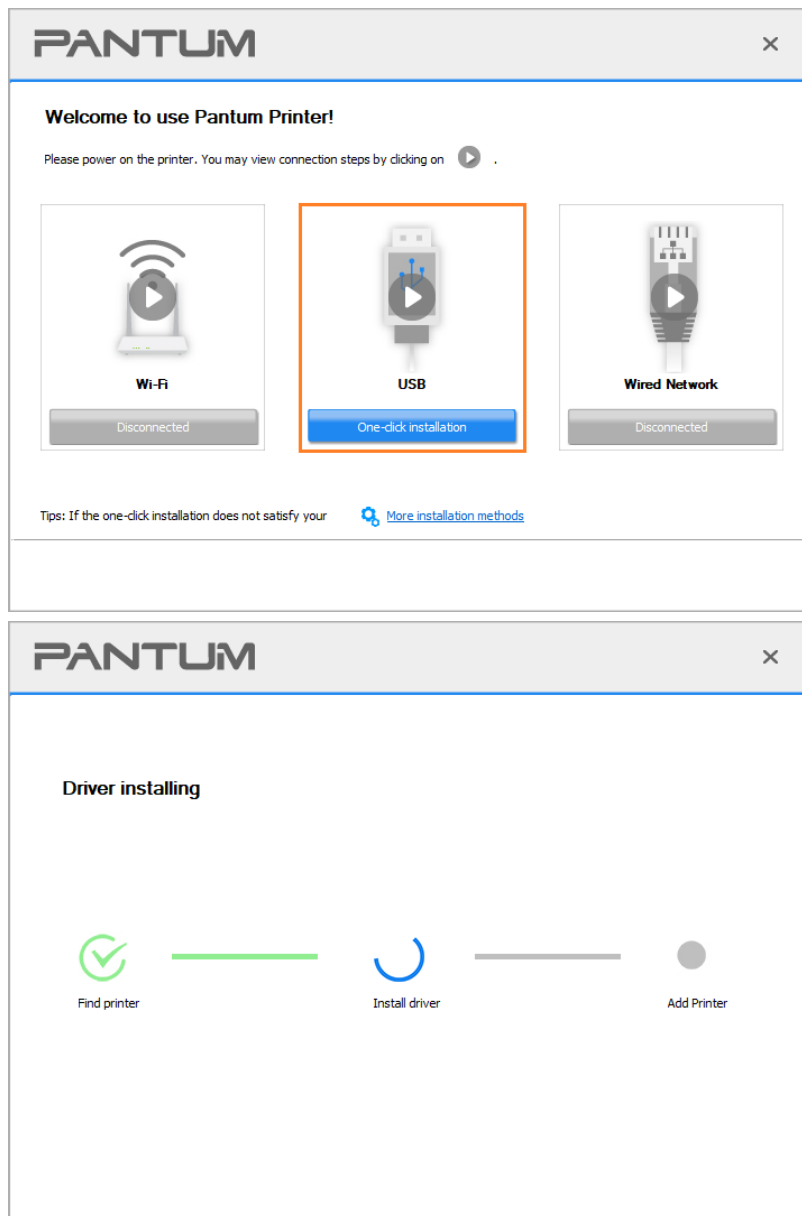 PANTUM
Welcome to use Pantum Printer!
Please power on the printer. You may view connection steps by clicking on .
Wi-Fi
USB
Wired Network
Disconnected
One-click installation
Disconnected
Tips: If the one-click installation does not satisfy your More installation methods
PANTUM
Driver installing
Find printer
Install driver
Add Printer